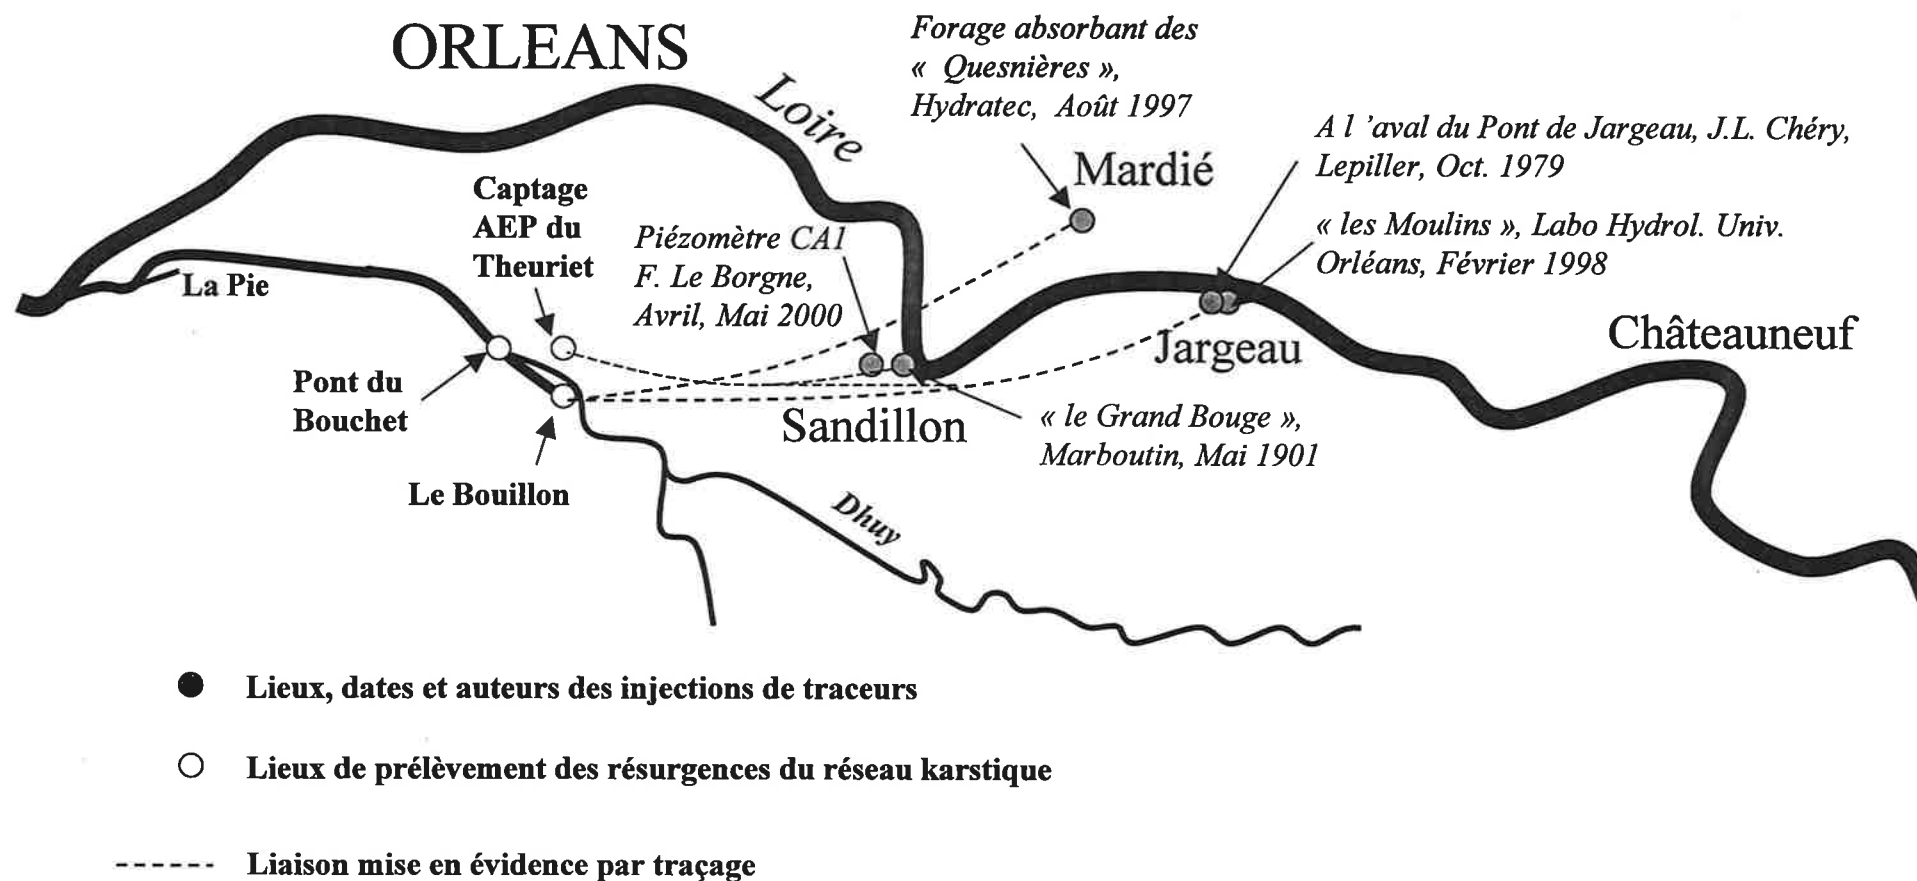 ORLEANS
Loire
Forage absorbant des
« Quesnières »,
Hydratec, Août 1997
Mardié
A l ’aval du Pont de Jargeau, J.L. Chéry,
Lepiller, Oct. 1979
« les Moulins », Labo Hydrol. Univ.
Orléans, Février 1998
Captage
AEP du
Theuriet
Piézomètre CA1
F. Le Borgne,
Avril, Mai 2000
La Pie
Jargeau
Châteauneuf
Pont du
Bouchet
Sandillon
« le Grand Bouge »,
Marboutin, Mai 1901
Le Bouillon
Dhuy
Lieux, dates et auteurs des injections de traceurs
Lieux de prélèvement des résurgences du réseau karstique
Liaison mise en évidence par traçage